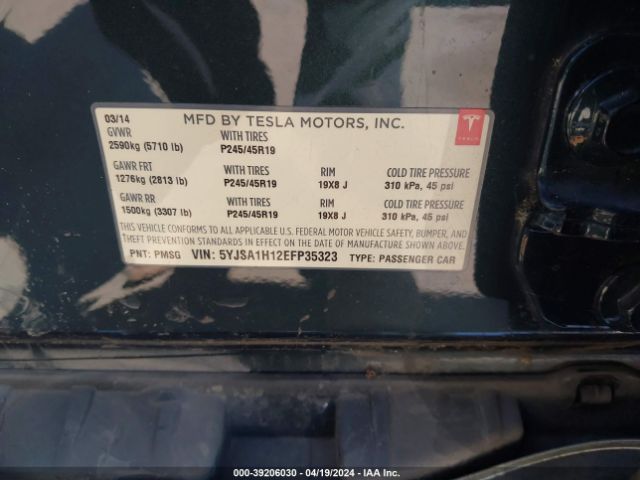 03/14 MFD BY TESLA MOTORS, INC.
GVWR WITH TIRES
2590kg (5710 lb) P245/45R19
TESLA
GAWR FRT WITH TIRES RIM COLD TIRE PRESSURE
1276kg (2813 lb) P245/45R19 19X8 J 310 kPa, 45 psi
GAWR RR WITH TIRES RIM COLD TIRE PRESSURE
1500kg (3307 lb) P245/45R19 19X8 J 310 kPa, 45 psi
THIS VEHICLE CONFORMS TO ALL APPLICABLE U.S. FEDERAL MOTOR VEHICLE SAFETY, BUMPER, AND
THEFT PREVENTION STANDARDS IN EFFECT ON THE DATE OF MANUFACTURE SHOWN ABOVE.
PNT: PMSG VIN: 5YJSA1H12EFP35323 TYPE: PASSENGER CAR
000-39206030 - 04/19/2024 - IAA Inc.